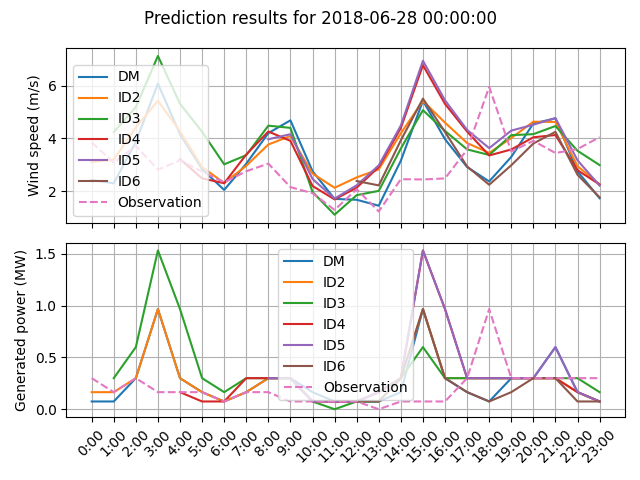 Prediction results for 2018-06-28 00:00:00
Wind speed (m/s)
6
4
2
DM
ID2
ID3
ID4
ID5
ID6
Observation
Generated power (MW)
1.5
1.0
0.5
0.0
DM
ID2
ID3
ID4
ID5
ID6
Observation
0:00 1:00 2:00 3:00 4:00 5:00 6:00 7:00 8:00 9:00 10:00 11:00 12:00 13:00 14:00 15:00 16:00 17:00 18:00 19:00 20:00 21:00 22:00 23:00